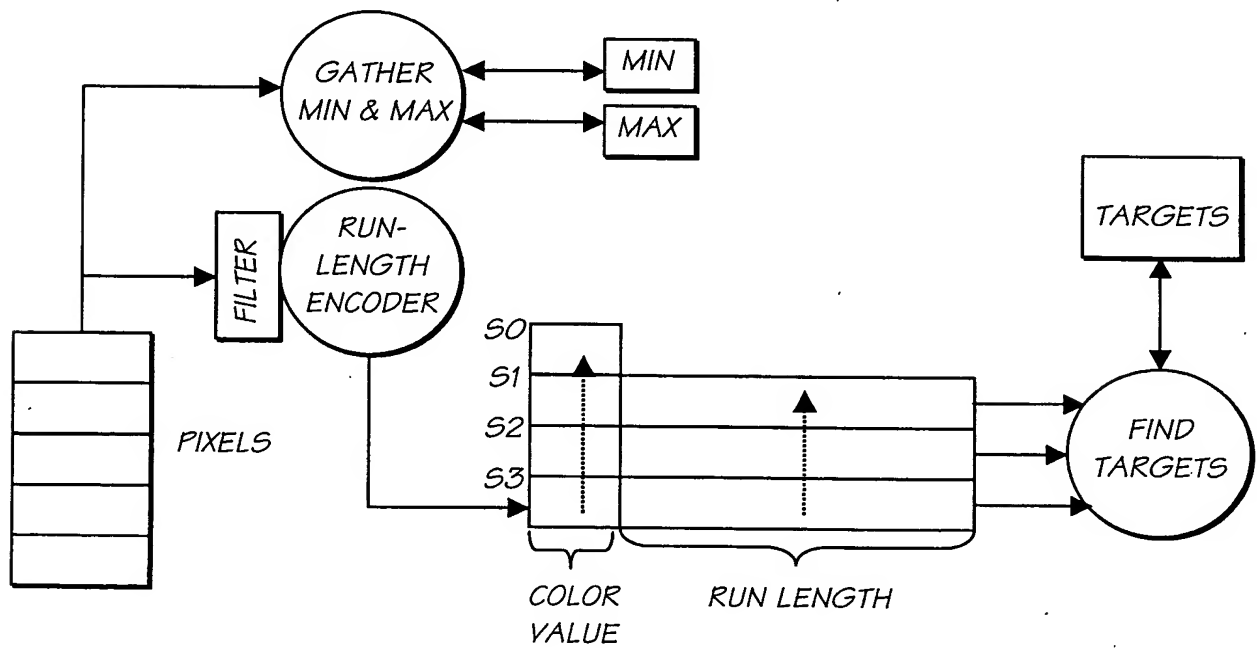 GATHER
MIN & MAX
MIN
MAX
FILTER
RUN-
LENGTH
ENCODER
TARGETS
PIXELS
S0
S1
S2
S3
FIND
TARGETS
COLOR
VALUE
RUN LENGTH